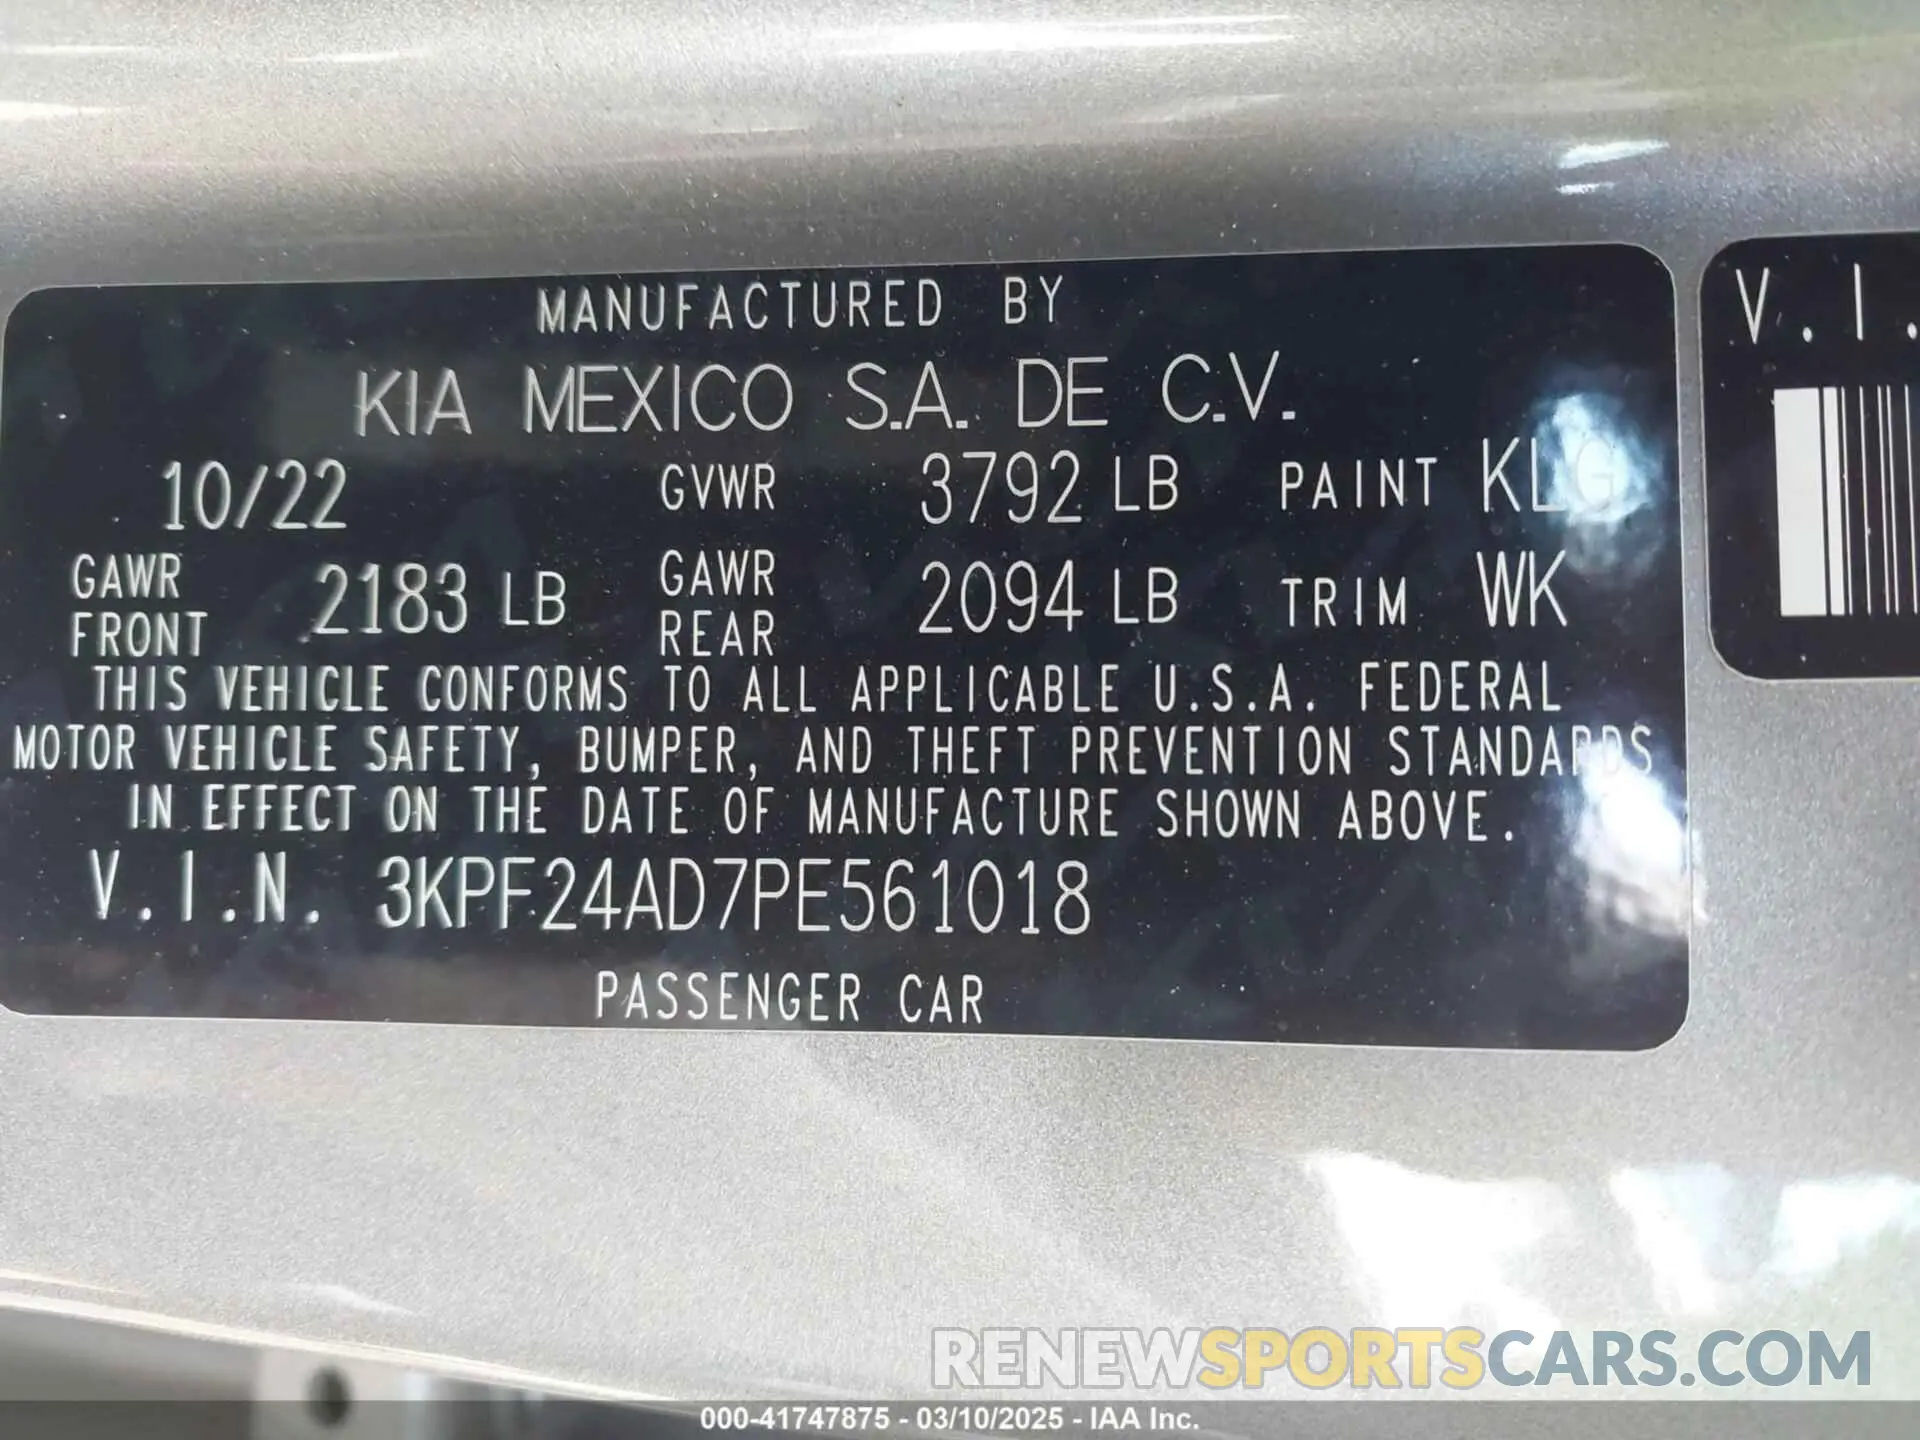 MANUFACTURED BY
KIA MEXICO S.A. DE C.V.
10/22 GVWR 3792 LB PAINT KLG
GAWR FRONT 2183 LB GAWR REAR 2094 LB TRIM WK
THIS VEHICLE CONFORMS TO ALL APPLICABLE U.S.A. FEDERAL
MOTOR VEHICLE SAFETY, BUMPER, AND THEFT PREVENTION STANDARDS
IN EFFECT ON THE DATE OF MANUFACTURE SHOWN ABOVE.
V.I.N. 3KPF24AD7PE561018
PASSENGER CAR
V.I.
RENEWSPORTSCARS.COM
000-41747875 - 03/10/2025 - IAA Inc.